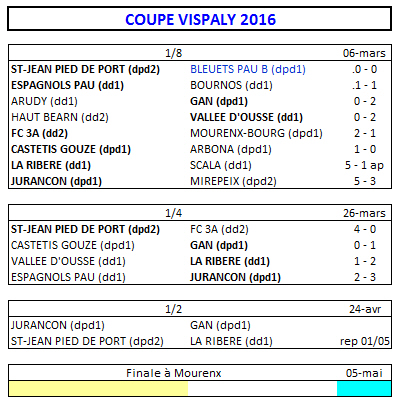 COUPE VISPALY 2016
1/8 06-mars
ST-JEAN PIED DE PORT (dpd2) BLEUETS PAU B (dpd1) .0 - 0
ESPAGNOLS PAU (dd1) BOURNOS (dd1) .1 - 1
ARUDY (dd1) GAN (dpd1) 0 - 2
HAUT BEARN (dd2) VALLEE D'OUSSE (dd1) 0 - 2
FC 3A (dd2) MOURENX-BOURG (dpd1) 2 - 1
CASTETIS GOUZE (dpd1) ARBONA (dpd1) 1 - 0
LA RIBERE (dd1) SCALA (dd1) 5 - 1 ap
JURANCON (dpd1) MIREPEIX (dpd2) 5 - 3
1/4 26-mars
ST-JEAN PIED DE PORT (dpd2) FC 3A (dd2) 4 - 0
CASTETIS GOUZE (dpd1) GAN (dpd1) 0 - 1
VALLEE D'OUSSE (dd1) LA RIBERE (dd1) 1 - 2
ESPAGNOLS PAU (dd1) JURANCON (dpd1) 2 - 3
1/2 24-avr
JURANCON (dpd1) GAN (dpd1)
ST-JEAN PIED DE PORT (dpd2) LA RIBERE (dd1) rep 01/05
Finale à Mourenx 05-mai